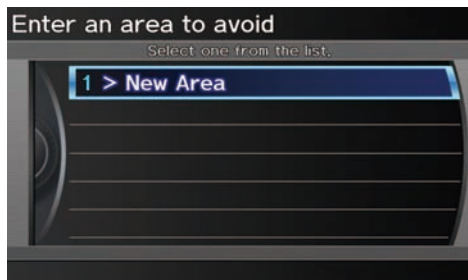 Enter an area to avoid
Select one from the list.
1 > New Area